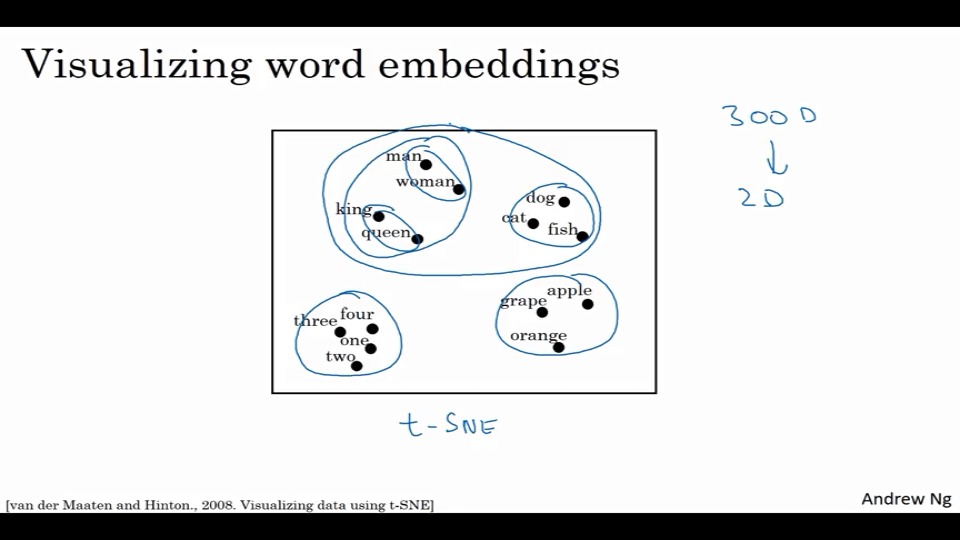 Visualizing word embeddings
300D
2D
man
woman
king
queen
dog
cat
fish
three
four
one
two
grape
apple
orange
t-SNE
[van der Maaten and Hinton., 2008. Visualizing data using t-SNE]
Andrew Ng